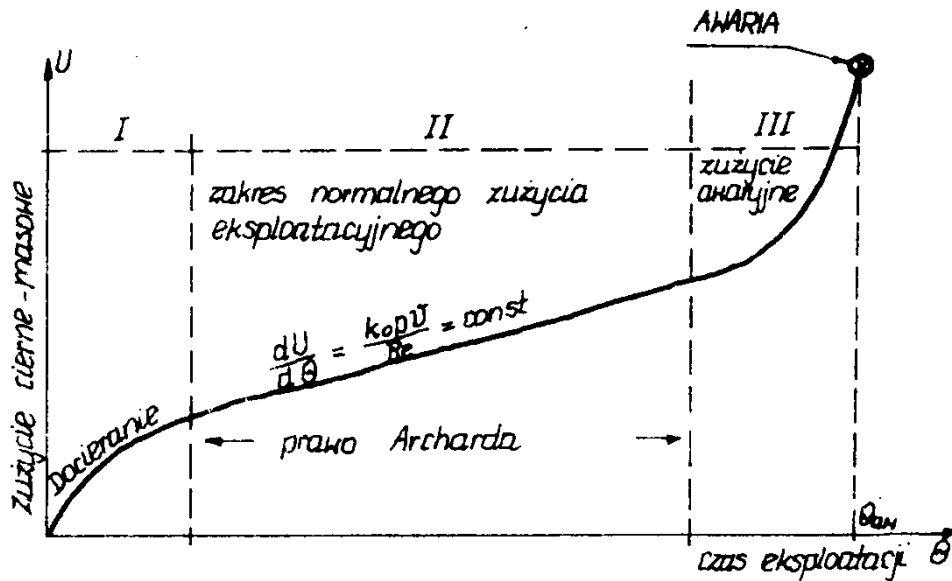 AWARIA
U
I
II
III
zużycie
awaryjne
zakres normalnego zużycia
eksploatacyjnego
zużycie cierne-masowe
dU/dΘ = k₀pv/Re = const
Docieranie
← prawo Archarda →
Θaw
Θ
czas eksploatacji